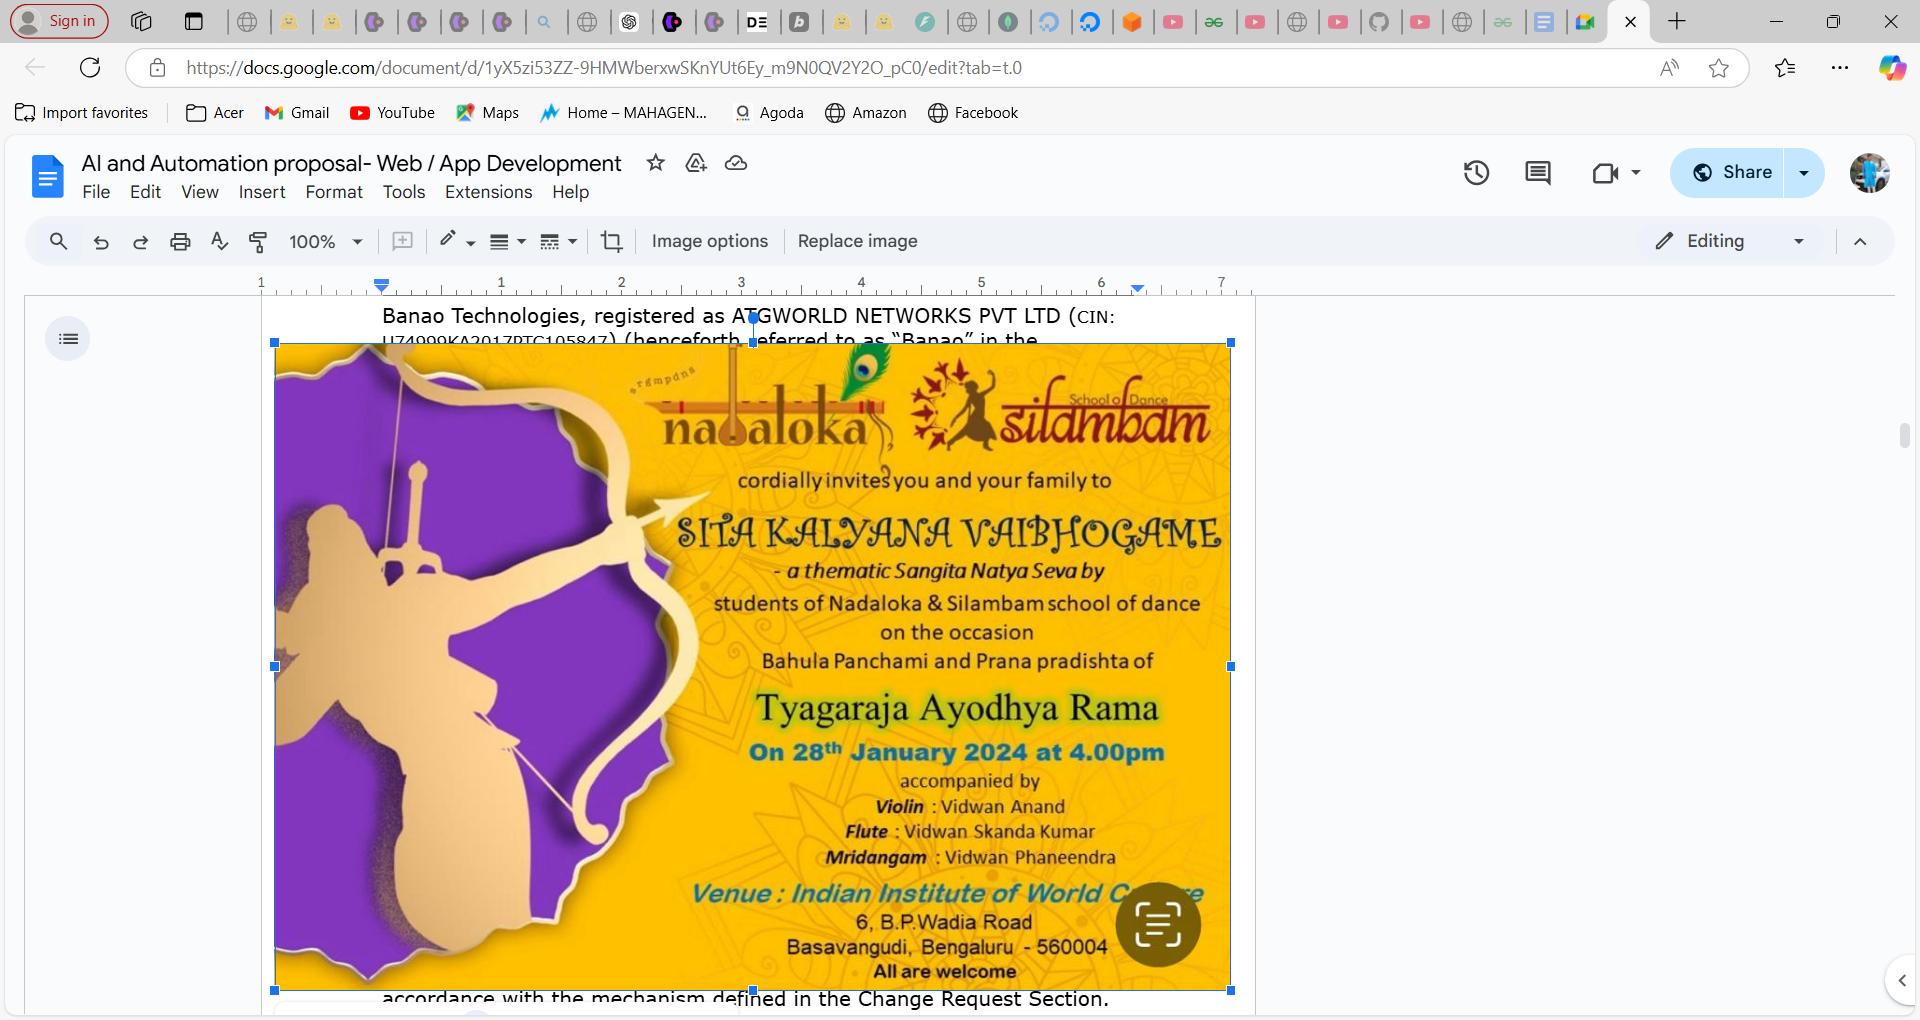 Sign in
https://docs.google.com/document/d/1yX5zi53ZZ-9HMWberxwSKnYUt6Ey_m9N0QV2Y2O_pC0/edit?tab=t.0
Import favorites
Acer
Gmail
YouTube
Maps
Home – MAHAGEN...
Agoda
Amazon
Facebook
AI and Automation proposal- Web / App Development
File Edit View Insert Format Tools Extensions Help
Share
100%
Image options
Replace image
Editing
1 1 2 3 4 5 6 7
Banao Technologies, registered as ATGWORLD NETWORKS PVT LTD (CIN:
U74999KA2017PTC105847) (henceforth referred to as “Banao” in the
srgmpdns
nadaloka
School of Dance
silambam
cordially invites you and your family to
SITA KALYANA VAIBHOGAME
- a thematic Sangita Natya Seva by
students of Nadaloka & Silambam school of dance
on the occasion
Bahula Panchami and Prana pradishta of
Tyagaraja Ayodhya Rama
On 28th January 2024 at 4.00pm
accompanied by
Violin : Vidwan Anand
Flute : Vidwan Skanda Kumar
Mridangam : Vidwan Phaneendra
Venue : Indian Institute of World
6, B.P.Wadia Road
Basavangudi, Bengaluru - 560004
All are welcome
accordance with the mechanism defined in the Change Request Section.